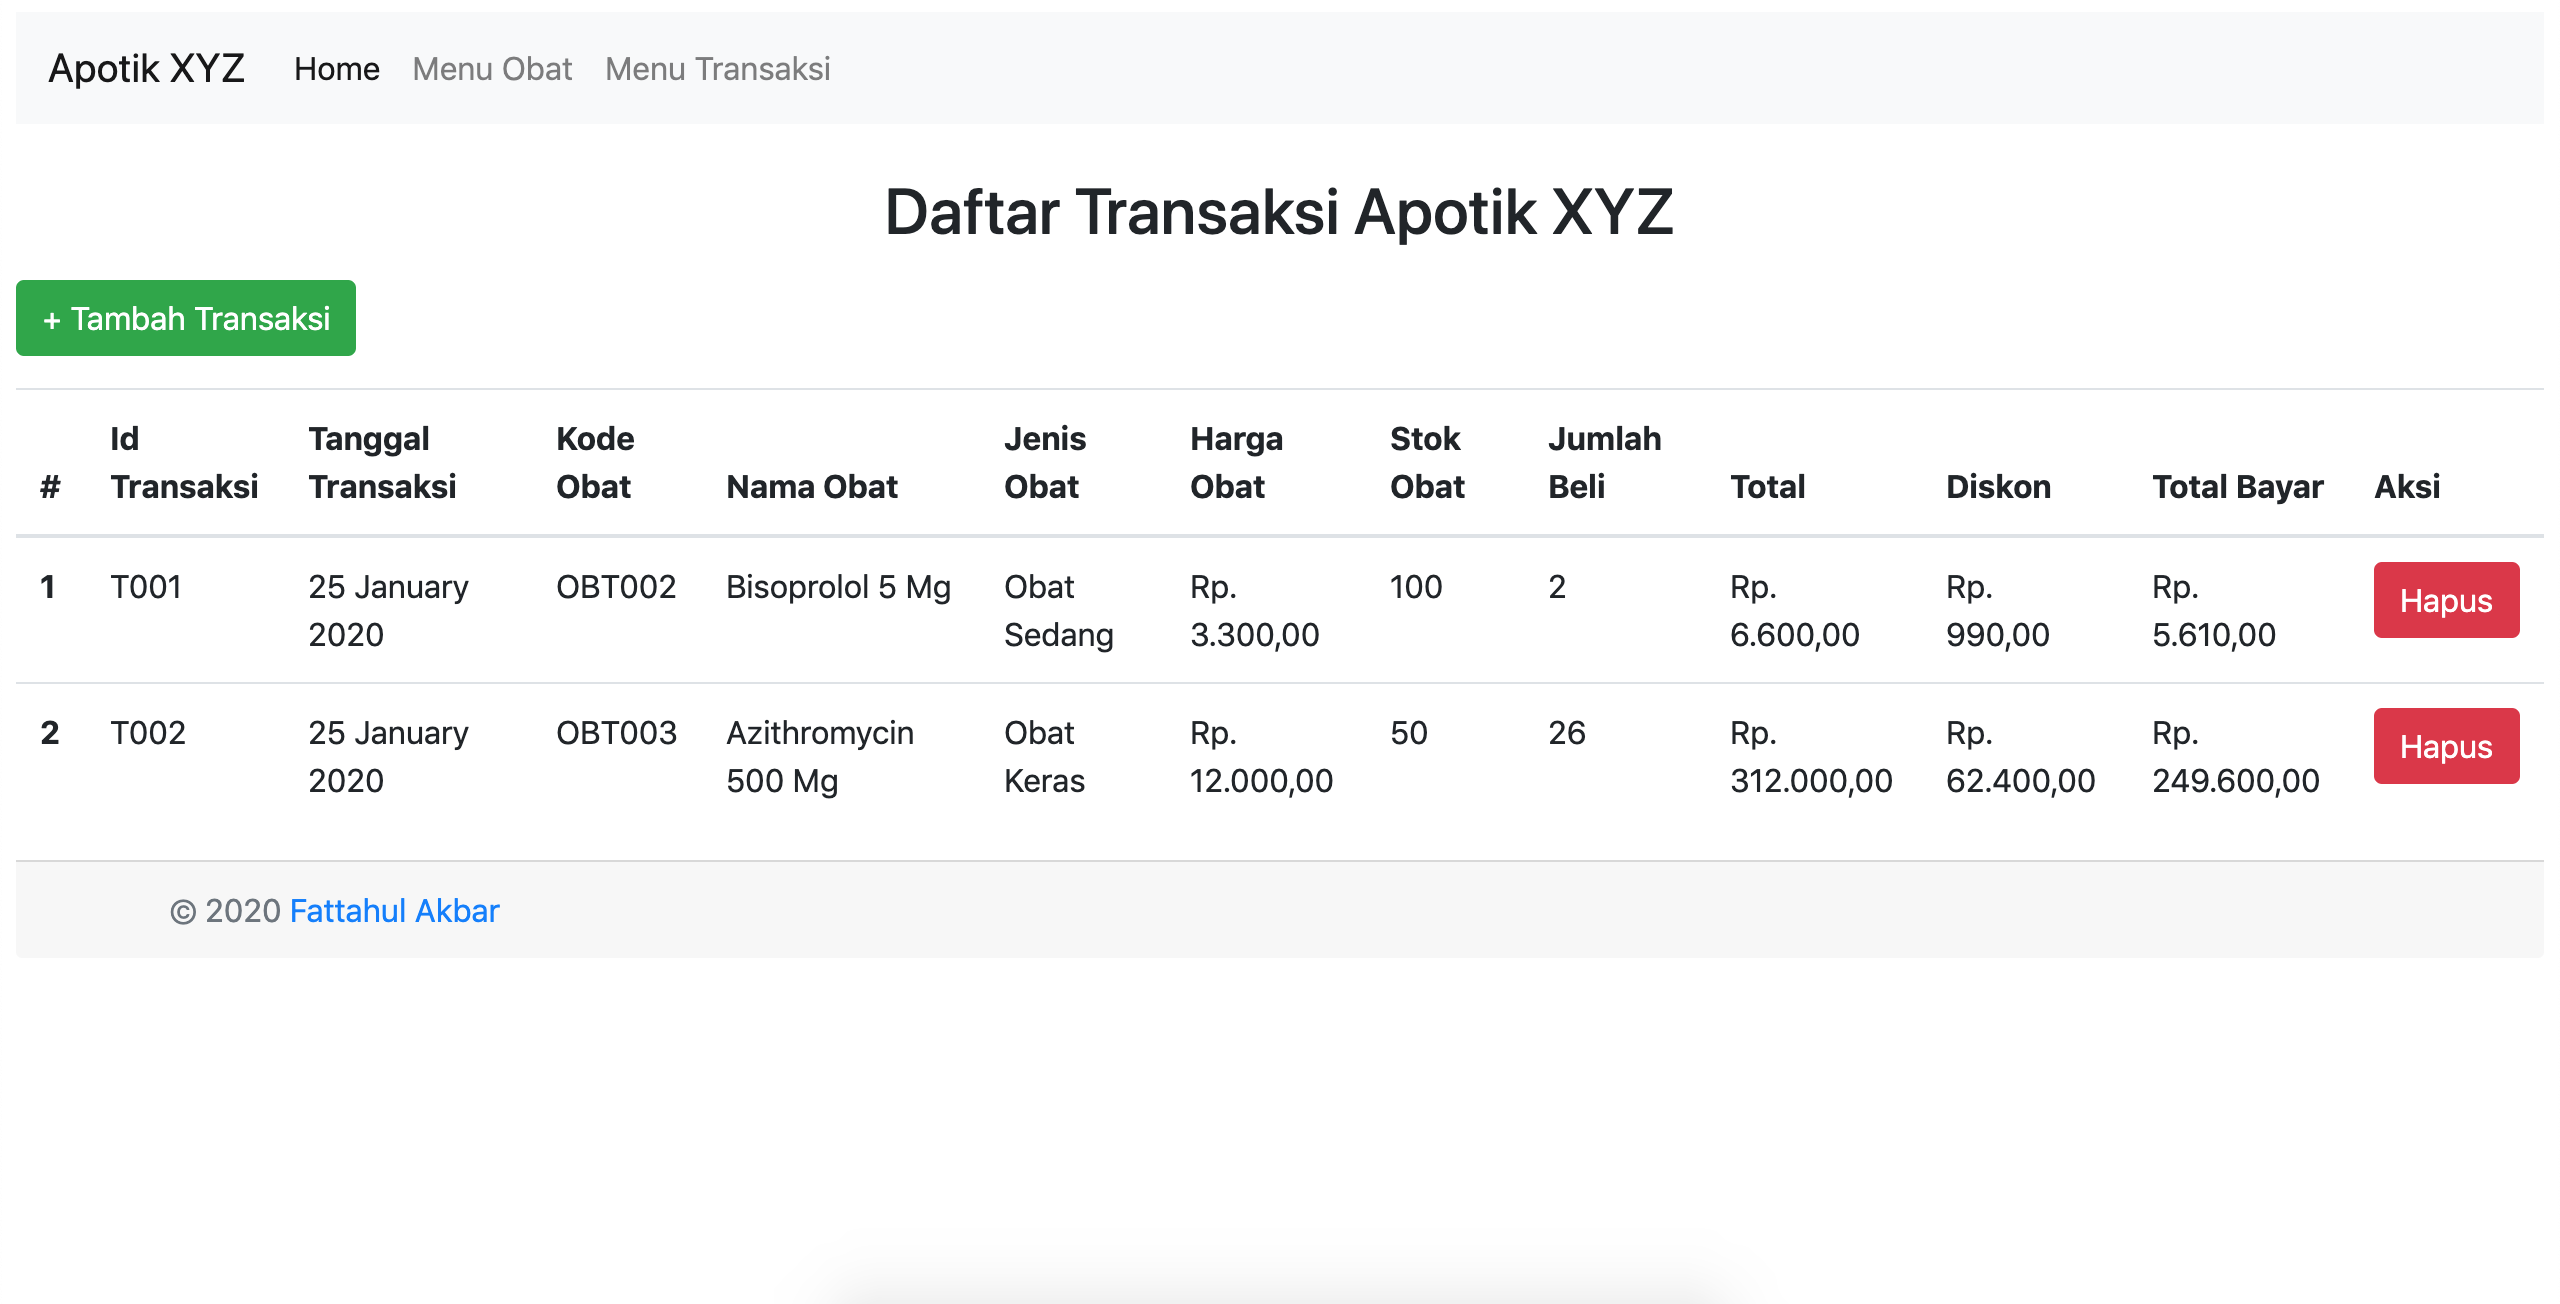 Apotik XYZ Home Menu Obat Menu Transaksi
Daftar Transaksi Apotik XYZ
+ Tambah Transaksi
# Id Transaksi Tanggal Transaksi Kode Obat Nama Obat Jenis Obat Harga Obat Stok Obat Jumlah Beli Total Diskon Total Bayar Aksi
1 T001 25 January 2020 OBT002 Bisoprolol 5 Mg Obat Sedang Rp. 3.300,00 100 2 Rp. 6.600,00 Rp. 990,00 Rp. 5.610,00 Hapus
2 T002 25 January 2020 OBT003 Azithromycin 500 Mg Obat Keras Rp. 12.000,00 50 26 Rp. 312.000,00 Rp. 62.400,00 Rp. 249.600,00 Hapus
© 2020 Fattahul Akbar